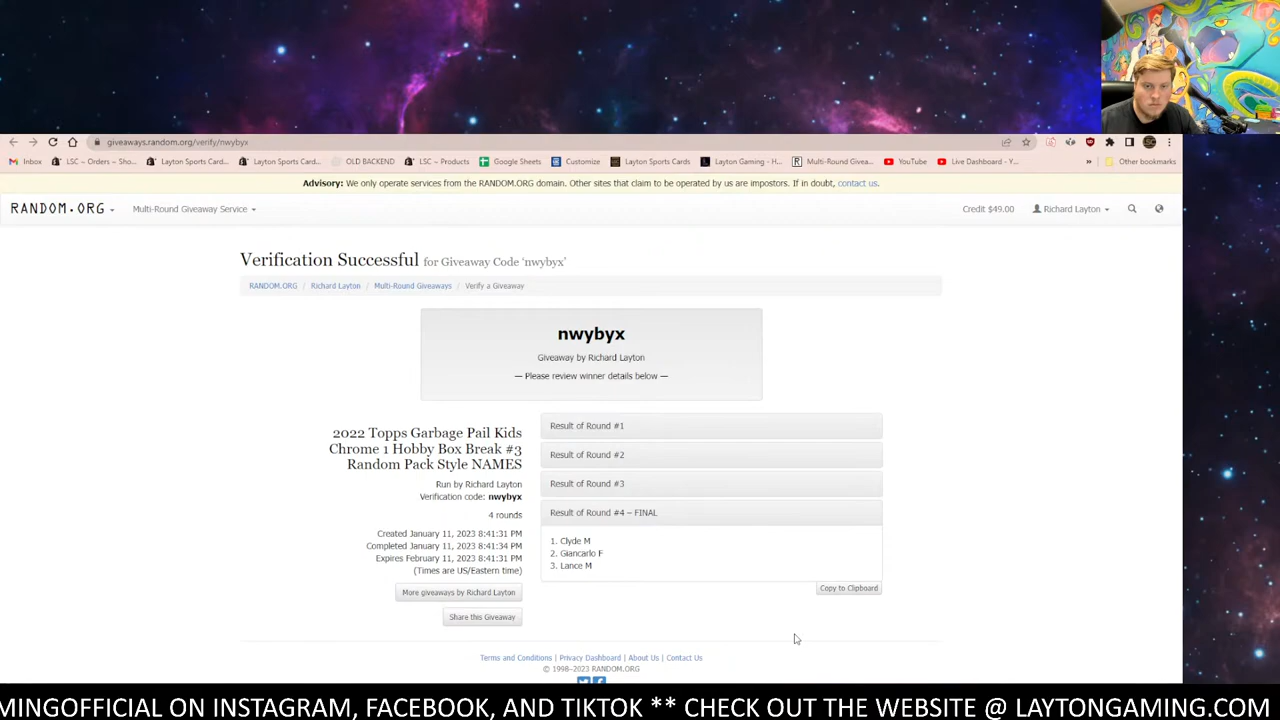 giveaways.random.org/verify/nwybyx
Inbox
LSC ~ Orders ~ Sho...
Layton Sports Card...
Layton Sports Card...
OLD BACKEND
LSC ~ Products
Google Sheets
Customize
Layton Sports Cards
Layton Gaming - H...
Multi-Round Givea...
YouTube
Live Dashboard - Y...
»
Other bookmarks
Advisory: We only operate services from the RANDOM.ORG domain. Other sites that claim to be operated by us are impostors. If in doubt, contact us.
RANDOM.ORG
Multi-Round Giveaway Service
Credit $49.00
Richard Layton
Verification Successful for Giveaway Code 'nwybyx'
RANDOM.ORG / Richard Layton / Multi-Round Giveaways / Verify a Giveaway
nwybyx
Giveaway by Richard Layton
— Please review winner details below —
2022 Topps Garbage Pail Kids
Chrome 1 Hobby Box Break #3
Random Pack Style NAMES
Run by Richard Layton
Verification code: nwybyx
4 rounds
Created January 11, 2023 8:41:31 PM
Completed January 11, 2023 8:41:34 PM
Expires February 11, 2023 8:41:31 PM
(Times are US/Eastern time)
More giveaways by Richard Layton
Share this Giveaway
Result of Round #1
Result of Round #2
Result of Round #3
Result of Round #4 – FINAL
1. Clyde M
2. Giancarlo F
3. Lance M
Copy to Clipboard
Terms and Conditions | Privacy Dashboard | About Us | Contact Us
© 1998–2023 RANDOM.ORG
MINGOFFICIAL ON INSTAGRAM, FACEBOOK, AND TIKTOK ** CHECK OUT THE WEBSITE @ LAYTONGAMING.COM